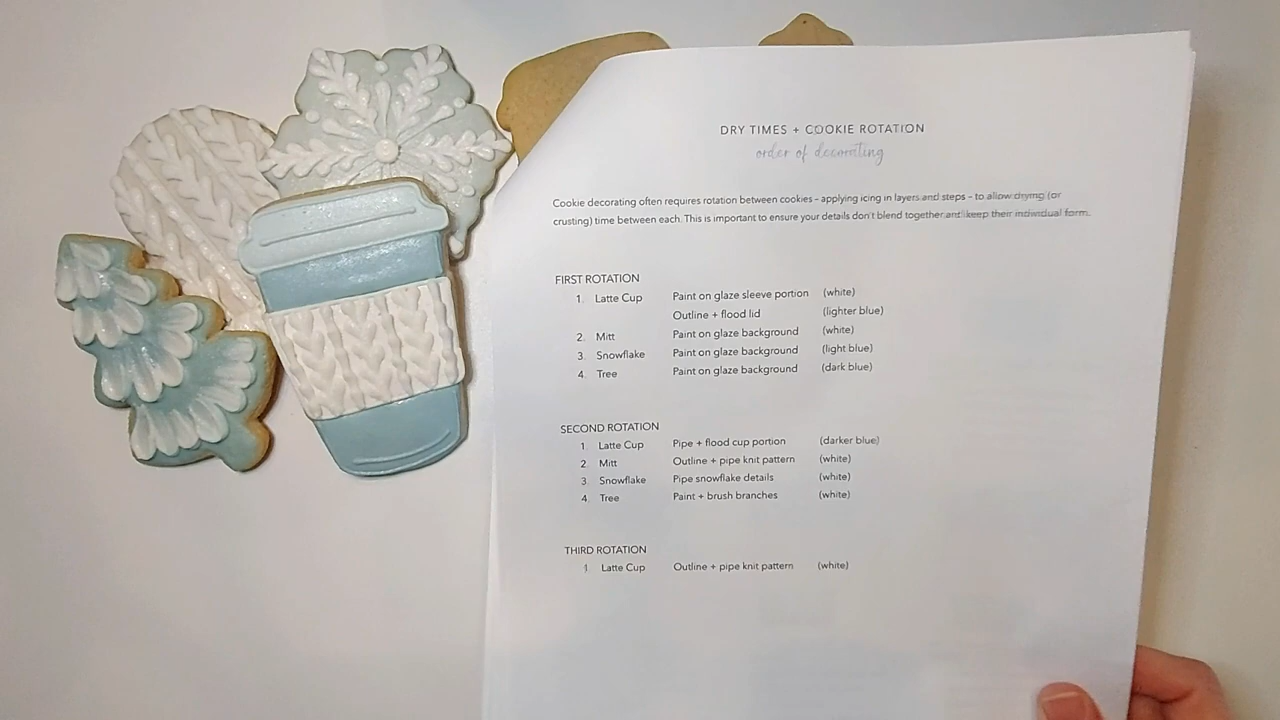 DRY TIMES + COOKIE ROTATION
order of decorating
Cookie decorating often requires rotation between cookies – applying icing in layers and steps – to allow drying (or
crusting) time between each. This is important to ensure your details don't blend together and keep their individual form.
FIRST ROTATION
1. Latte Cup Paint on glaze sleeve portion (white)
Outline + flood lid (lighter blue)
2. Mitt Paint on glaze background (white)
3. Snowflake Paint on glaze background (light blue)
4. Tree Paint on glaze background (dark blue)
SECOND ROTATION
1. Latte Cup Pipe + flood cup portion (darker blue)
2. Mitt Outline + pipe knit pattern (white)
3. Snowflake Pipe snowflake details (white)
4. Tree Paint + brush branches (white)
THIRD ROTATION
1. Latte Cup Outline + pipe knit pattern (white)